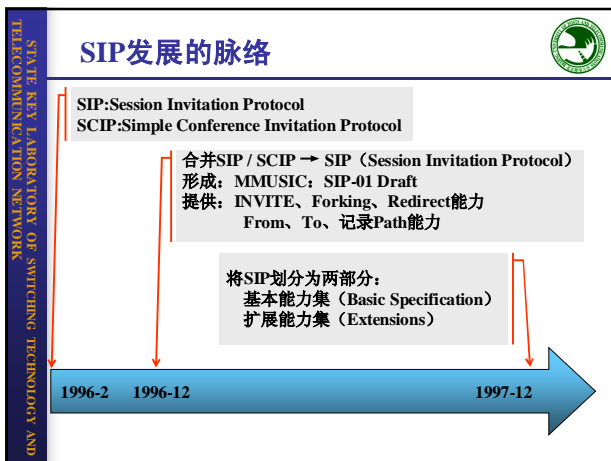 SIP发展的脉络
STATE KEY LABORATORY OF SWITCHING TECHNOLOGY AND
TELECOMMUNICATION NETWORK
SIP:Session Invitation Protocol
SCIP:Simple Conference Invitation Protocol
合并SIP / SCIP → SIP（Session Invitation Protocol）
形成：MMUSIC：SIP-01 Draft
提供：INVITE、Forking、Redirect能力
From、To、记录Path能力
将SIP划分为两部分：
基本能力集（Basic Specification）
扩展能力集（Extensions）
1996-2 1996-12 1997-12